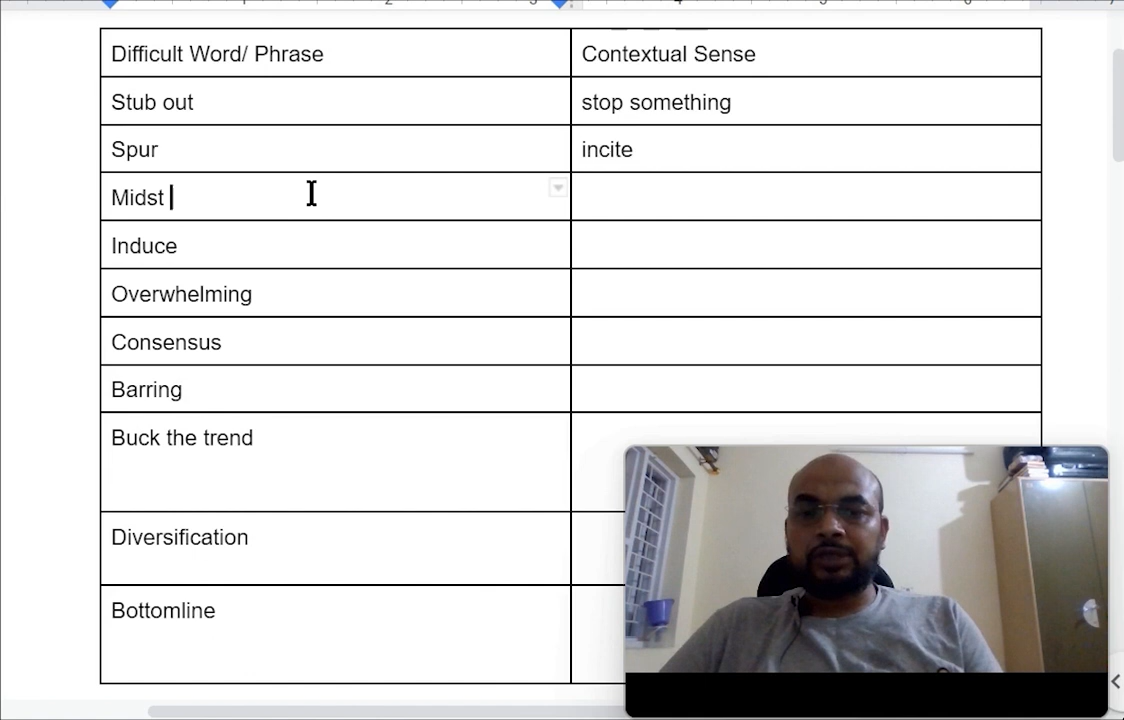 Difficult Word/ Phrase Contextual Sense
Stub out stop something
Spur incite
Midst
Induce
Overwhelming
Consensus
Barring
Buck the trend
Diversification
Bottomline